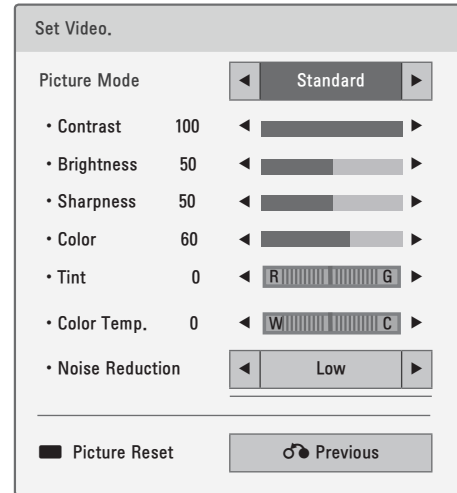 Set Video.
Picture Mode ◀ Standard ▶
• Contrast 100 ◀ ▶
• Brightness 50 ◀ ▶
• Sharpness 50 ◀ ▶
• Color 60 ◀ ▶
• Tint 0 ◀ R G ▶
• Color Temp. 0 ◀ W C ▶
• Noise Reduction ◀ Low ▶
Picture Reset Previous